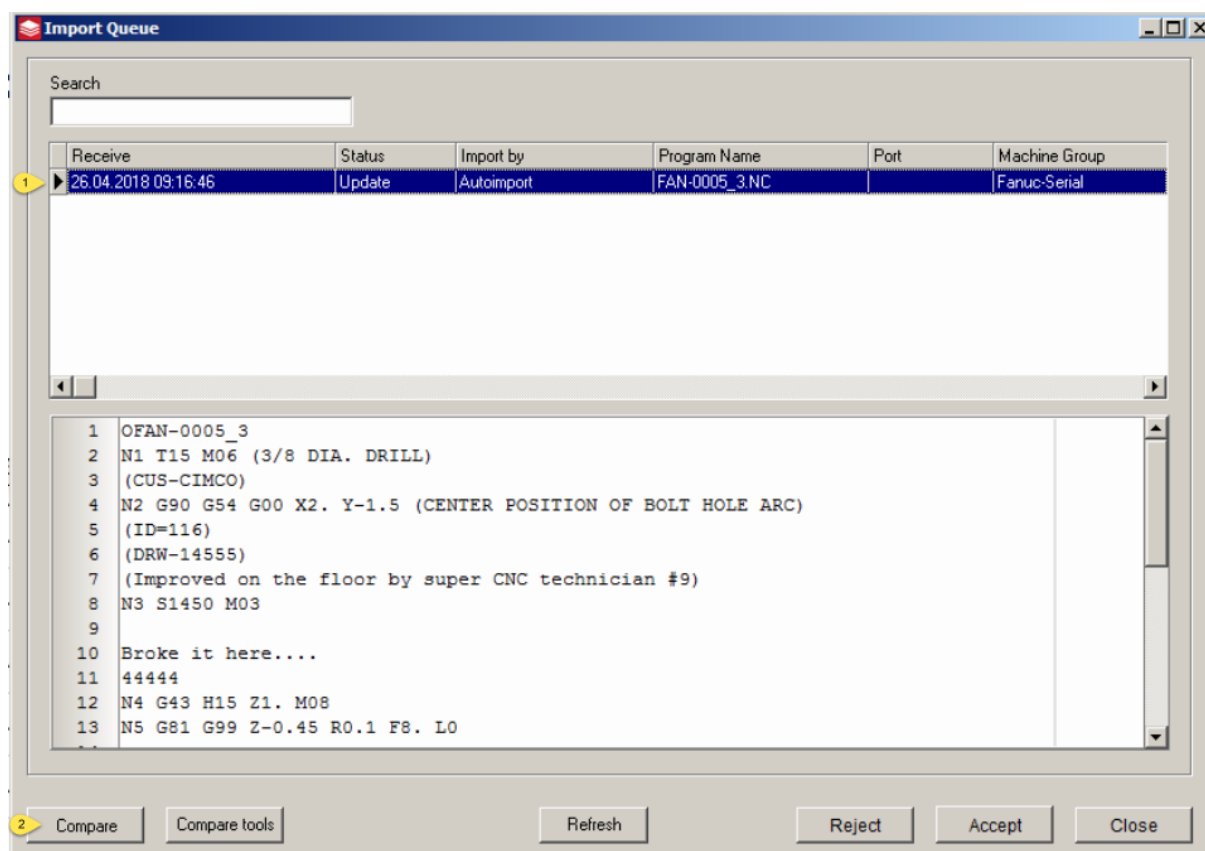 Import Queue
Search
Receive Status Import by Program Name Port Machine Group
1 26.04.2018 09:16:46 Update Autoimport FAN-0005_3.NC Fanuc-Serial
1 OFAN-0005_3
2 N1 T15 M06 (3/8 DIA. DRILL)
3 (CUS-CIMCO)
4 N2 G90 G54 G00 X2. Y-1.5 (CENTER POSITION OF BOLT HOLE ARC)
5 (ID=116)
6 (DRW-14555)
7 (Improved on the floor by super CNC technician #9)
8 N3 S1450 M03
9
10 Broke it here....
11 44444
12 N4 G43 H15 Z1. M08
13 N5 G81 G99 Z-0.45 R0.1 F8. L0
2 Compare Compare tools Refresh Reject Accept Close